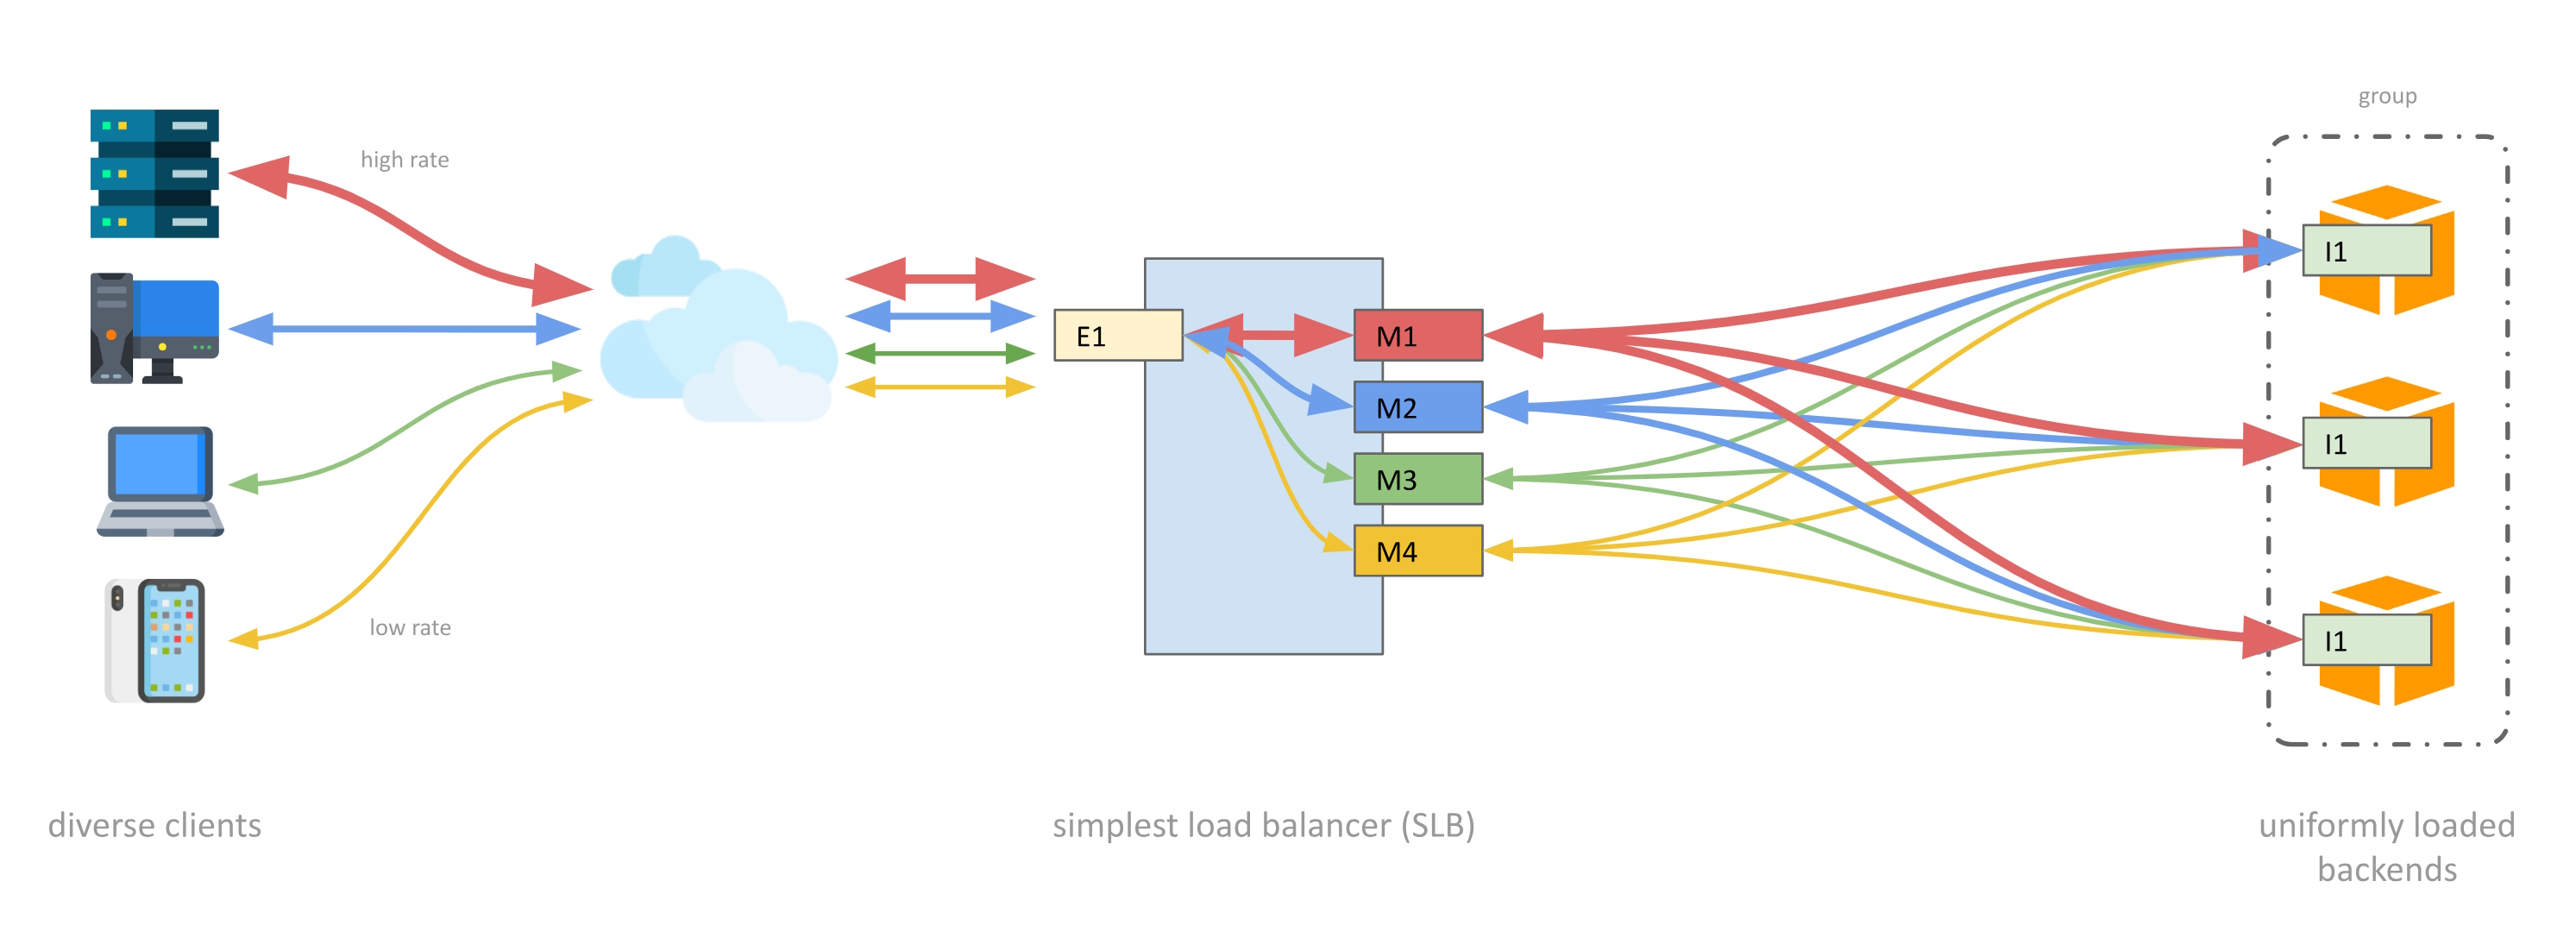 group
high rate
I1
E1
M1
M2
I1
M3
M4
low rate
I1
diverse clients
simplest load balancer (SLB)
uniformly loaded
backends